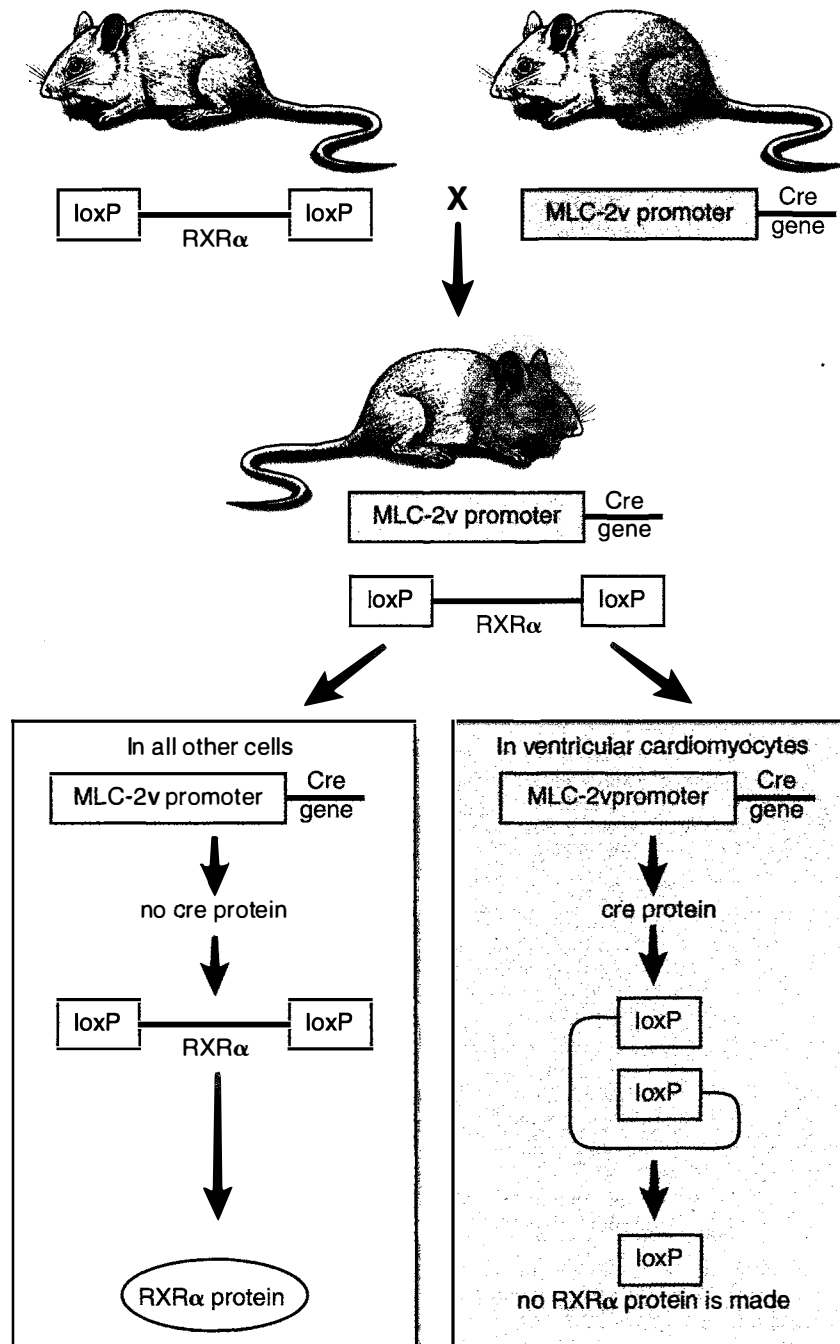 loxP
RXRα
loxP
X
MLC-2v promoter
Cre
gene
MLC-2v promoter
Cre
gene
loxP
RXRα
loxP
In all other cells
MLC-2v promoter
Cre
gene
no cre protein
loxP
RXRα
loxP
RXRα protein
In ventricular cardiomyocytes
MLC-2vpromoter
Cre
gene
cre protein
loxP
loxP
loxP
no RXRα protein is made